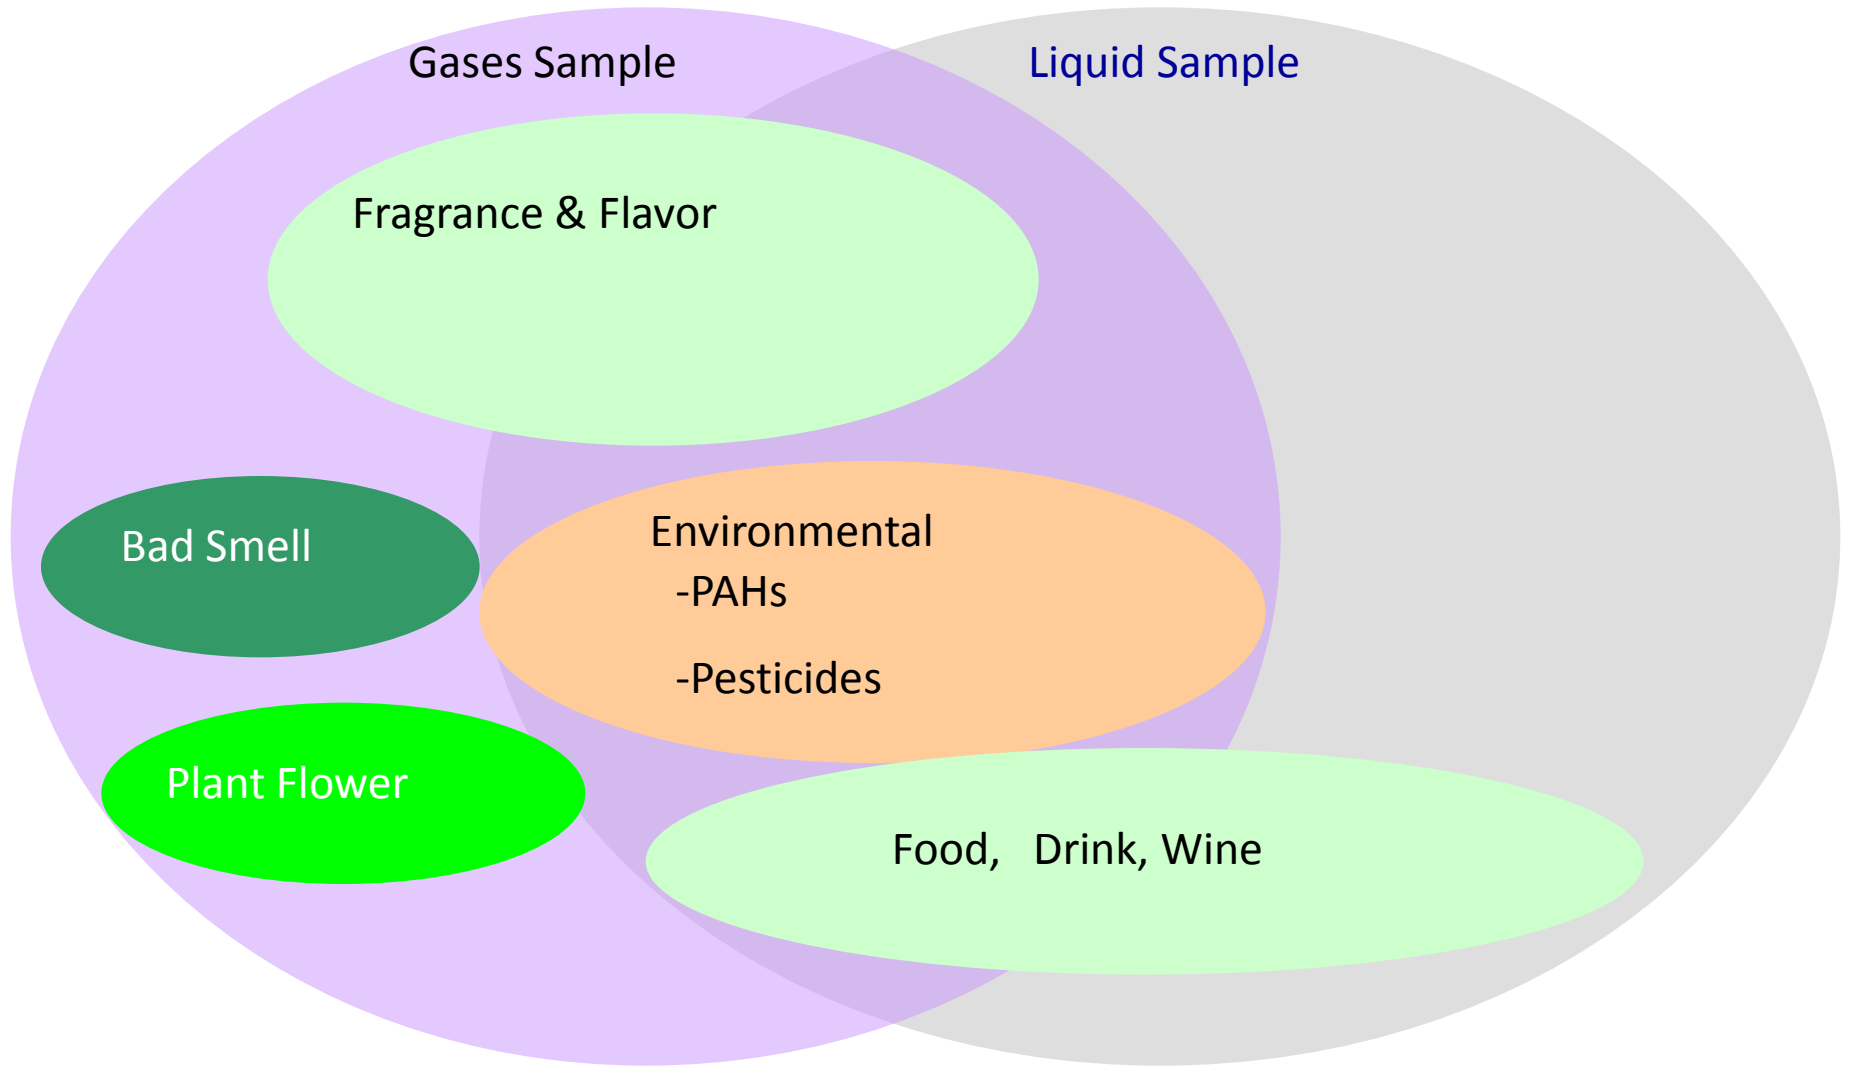 Gases Sample
Liquid Sample
Fragrance & Flavor
Environmental
-PAHs
-Pesticides
Bad Smell
Plant Flower
Food, Drink, Wine